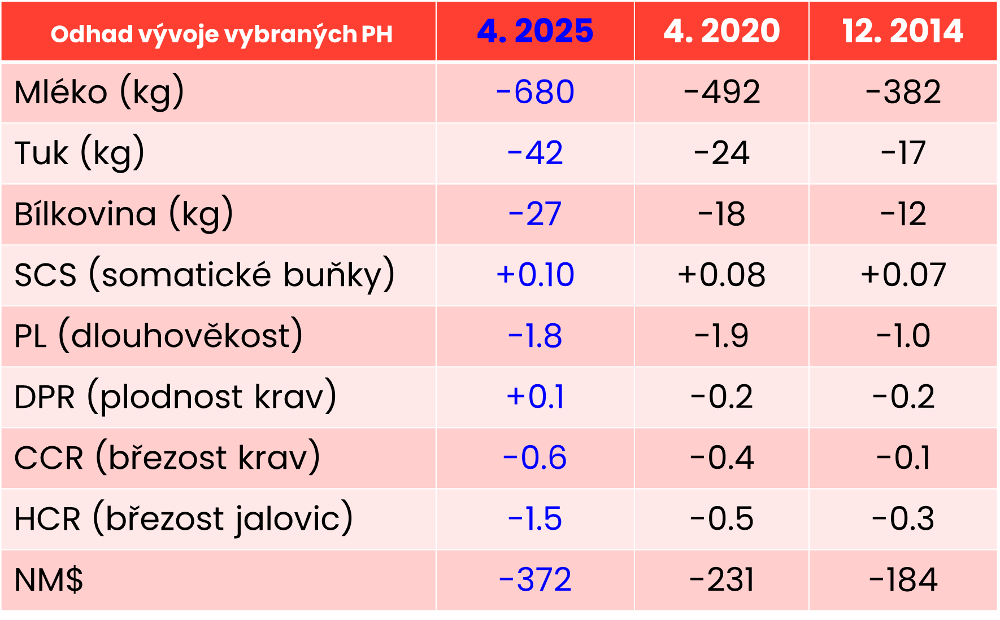 Odhad vývoje vybraných PH 4. 2025 4. 2020 12. 2014
Mléko (kg) -680 -492 -382
Tuk (kg) -42 -24 -17
Bílkovina (kg) -27 -18 -12
SCS (somatické buňky) +0.10 +0.08 +0.07
PL (dlouhověkost) -1.8 -1.9 -1.0
DPR (plodnost krav) +0.1 -0.2 -0.2
CCR (březost krav) -0.6 -0.4 -0.1
HCR (březost jalovic) -1.5 -0.5 -0.3
NM$ -372 -231 -184